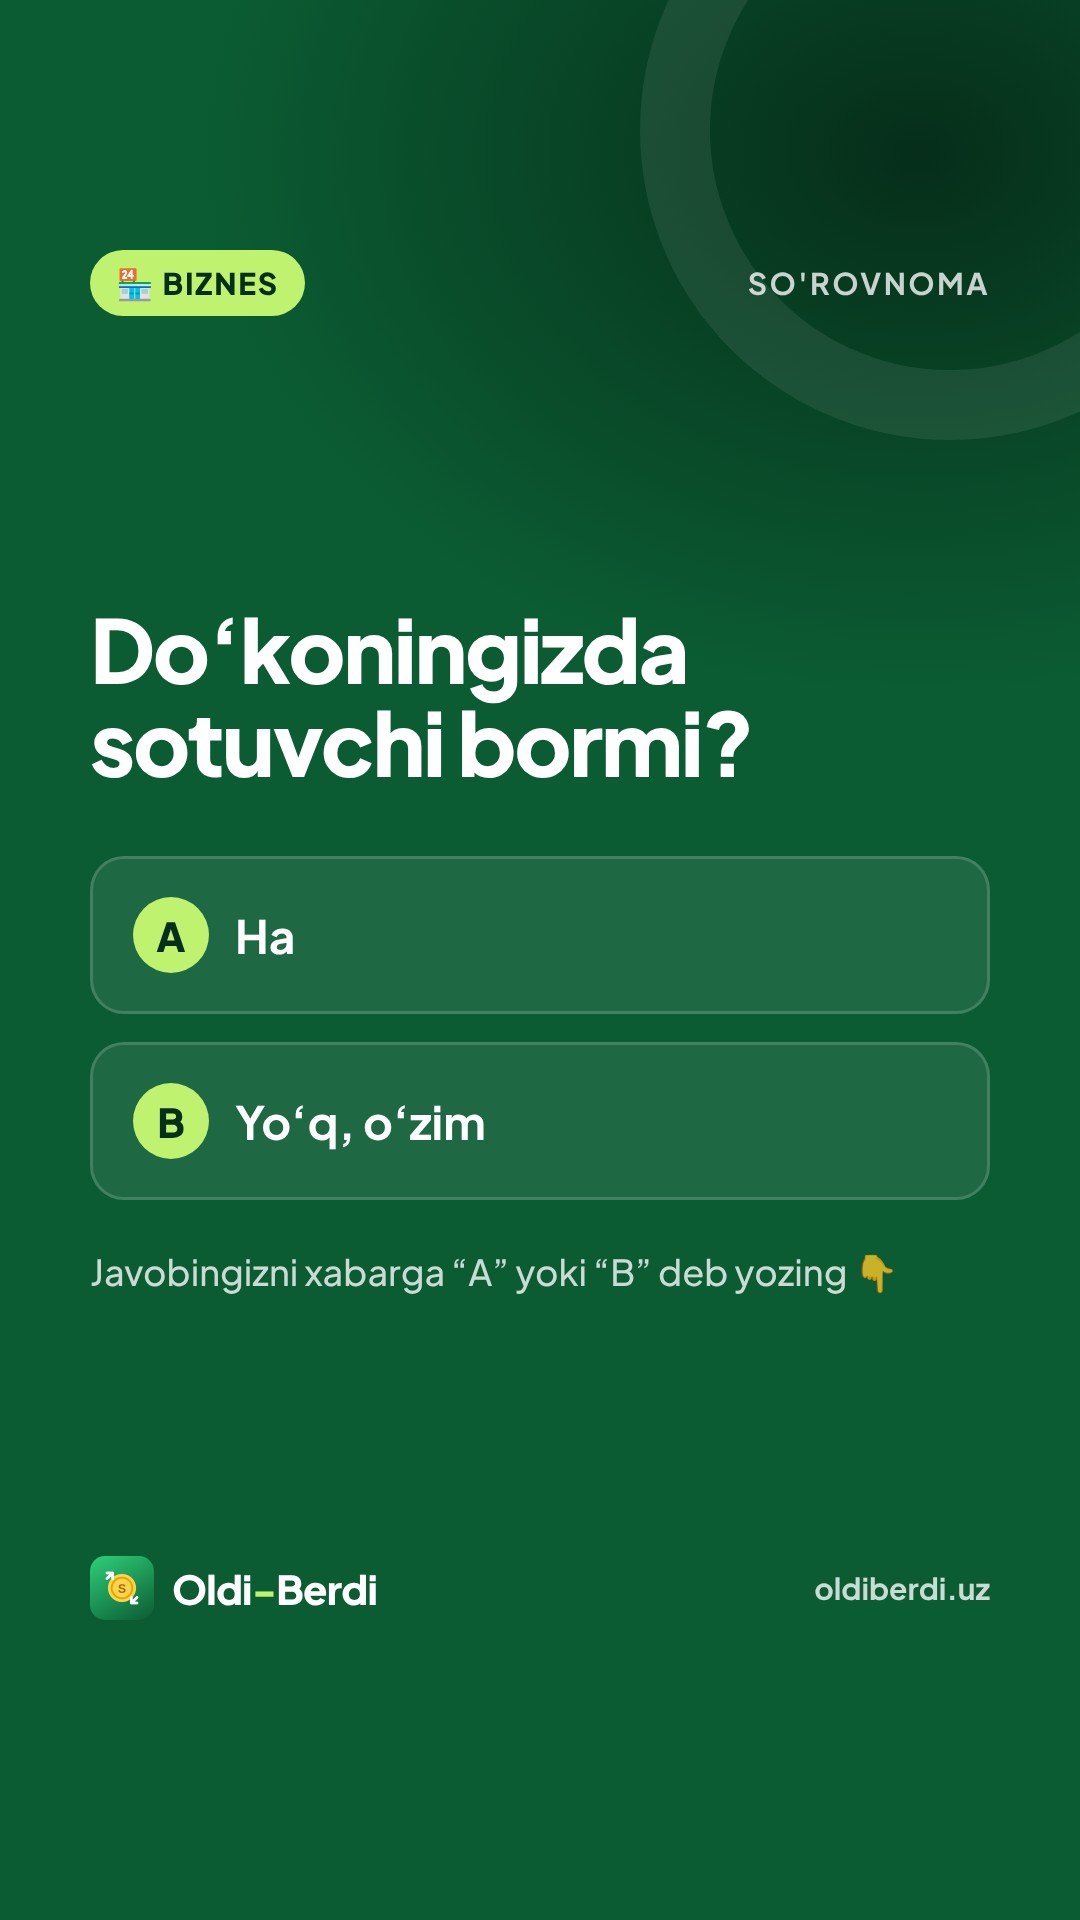 🏪 BIZNES
SO'ROVNOMA
Do‘koningizda
sotuvchi bormi?
A Ha
B Yo‘q, o‘zim
Javobingizni xabarga “A” yoki “B” deb yozing 👇
Oldi-Berdi
oldiberdi.uz